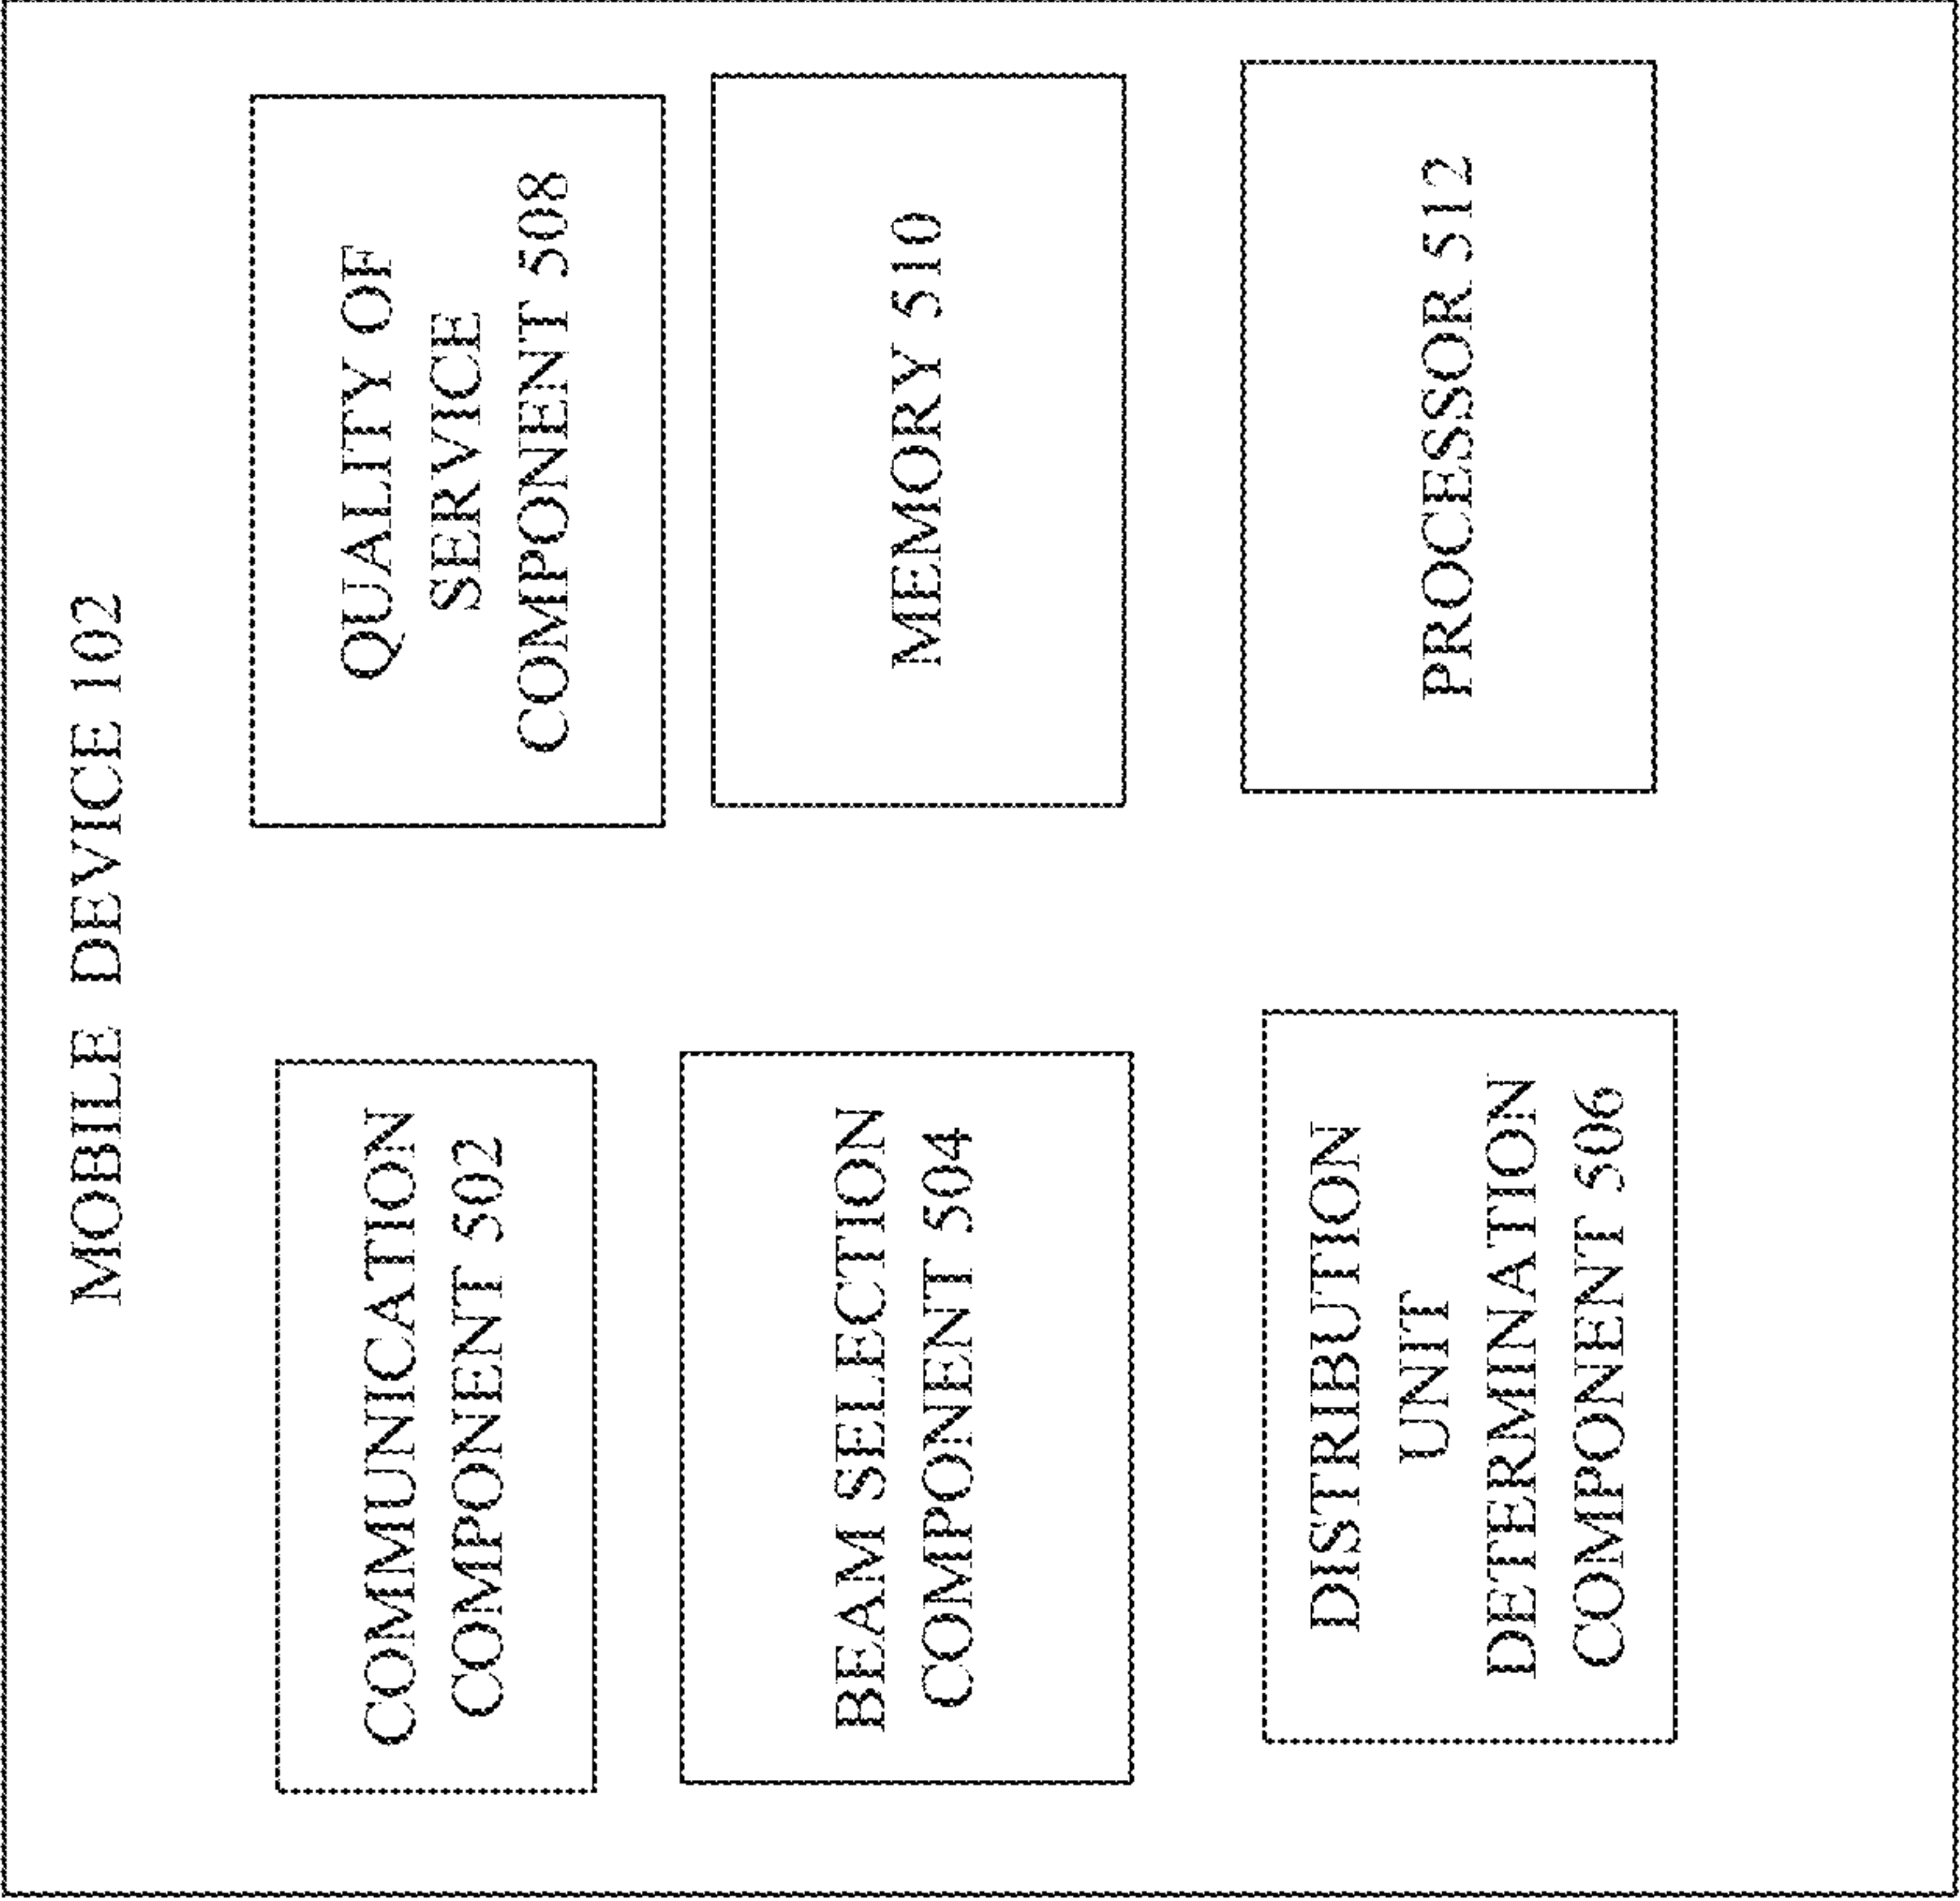 MOBILE DEVICE 102
COMMUNICATION
COMPONENT 502
BEAM SELECTION
COMPONENT 504
DISTRIBUTION
UNIT
DETERMINATION
COMPONENT 506
QUALITY OF
SERVICE
COMPONENT 508
MEMORY 510
PROCESSOR 512